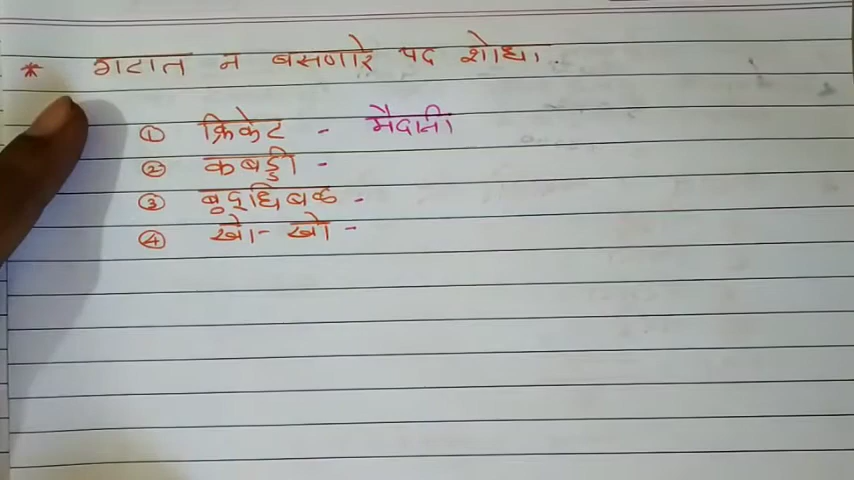 * गटात न बसणारे पद शोधा.
① क्रिकेट - मैदानी
② कबड्डी -
③ बुद्धिबळ -
④ खो-खो -